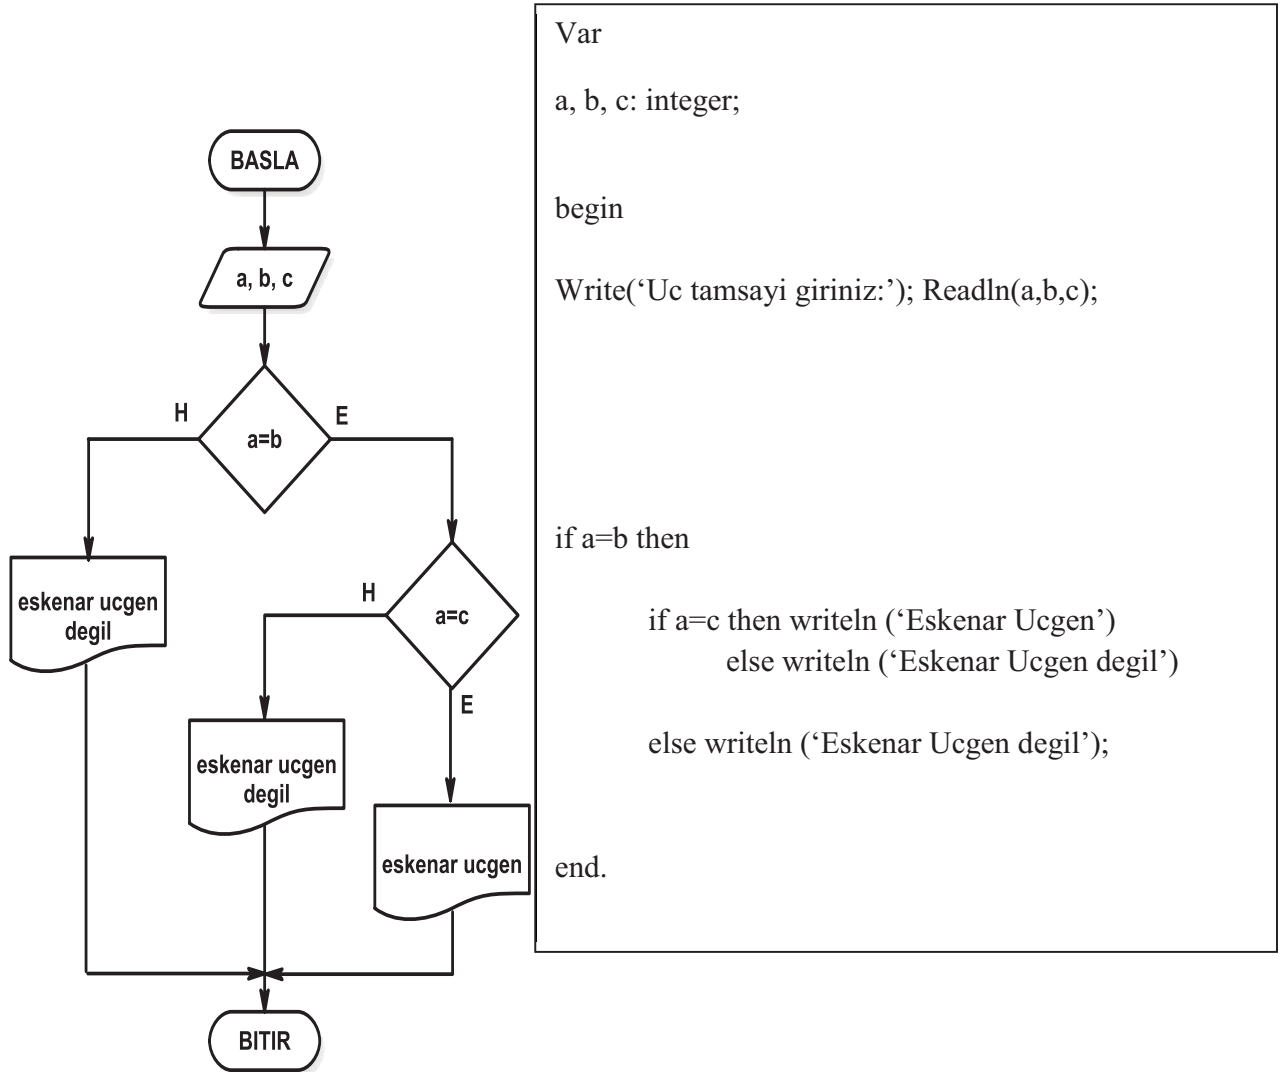 BASLA
a, b, c
H
E
a=b
eskenar ucgen
degil
H
a=c
E
eskenar ucgen
degil
eskenar ucgen
BITIR
Var
a, b, c: integer;
begin
Write(‘Uc tamsayi giriniz:’); Readln(a,b,c);
if a=b then
if a=c then writeln (‘Eskenar Ucgen’)
else writeln (‘Eskenar Ucgen degil’)
else writeln (‘Eskenar Ucgen degil’);
end.